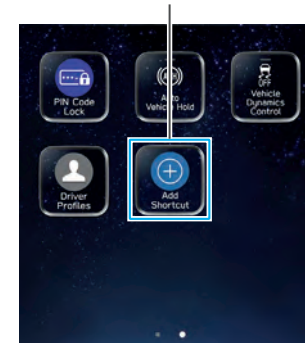 PIN Code
Lock
Auto
Vehicle Hold
OFF
Vehicle
Dynamics
Control
Driver
Profiles
Add
Shortcut